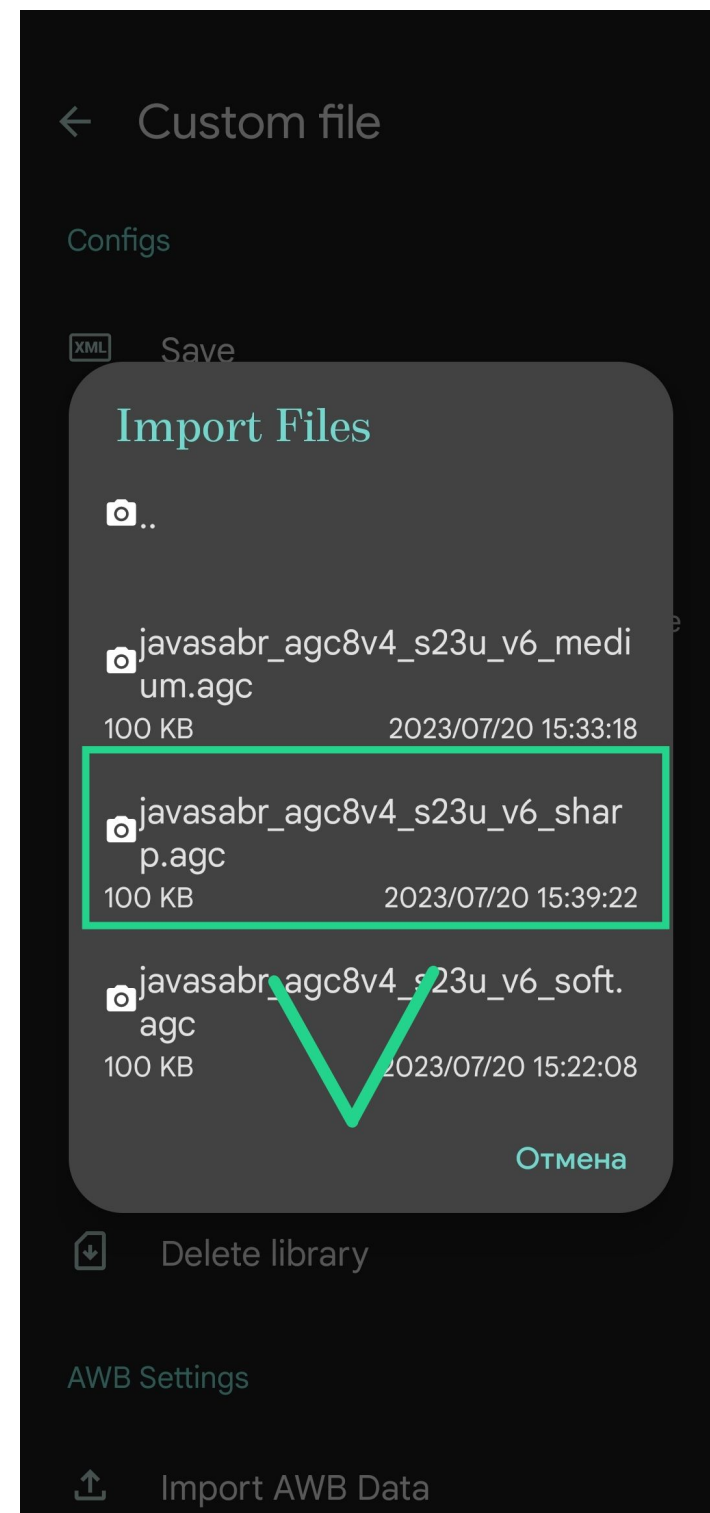 Custom file
Configs
XML Save
Import Files
..
javasabr_agc8v4_s23u_v6_medi
um.agc
100 KB 2023/07/20 15:33:18
javasabr_agc8v4_s23u_v6_shar
p.agc
100 KB 2023/07/20 15:39:22
javasabr_agc8v4_s23u_v6_soft.
agc
100 KB 2023/07/20 15:22:08
Отмена
Delete library
AWB Settings
Import AWB Data